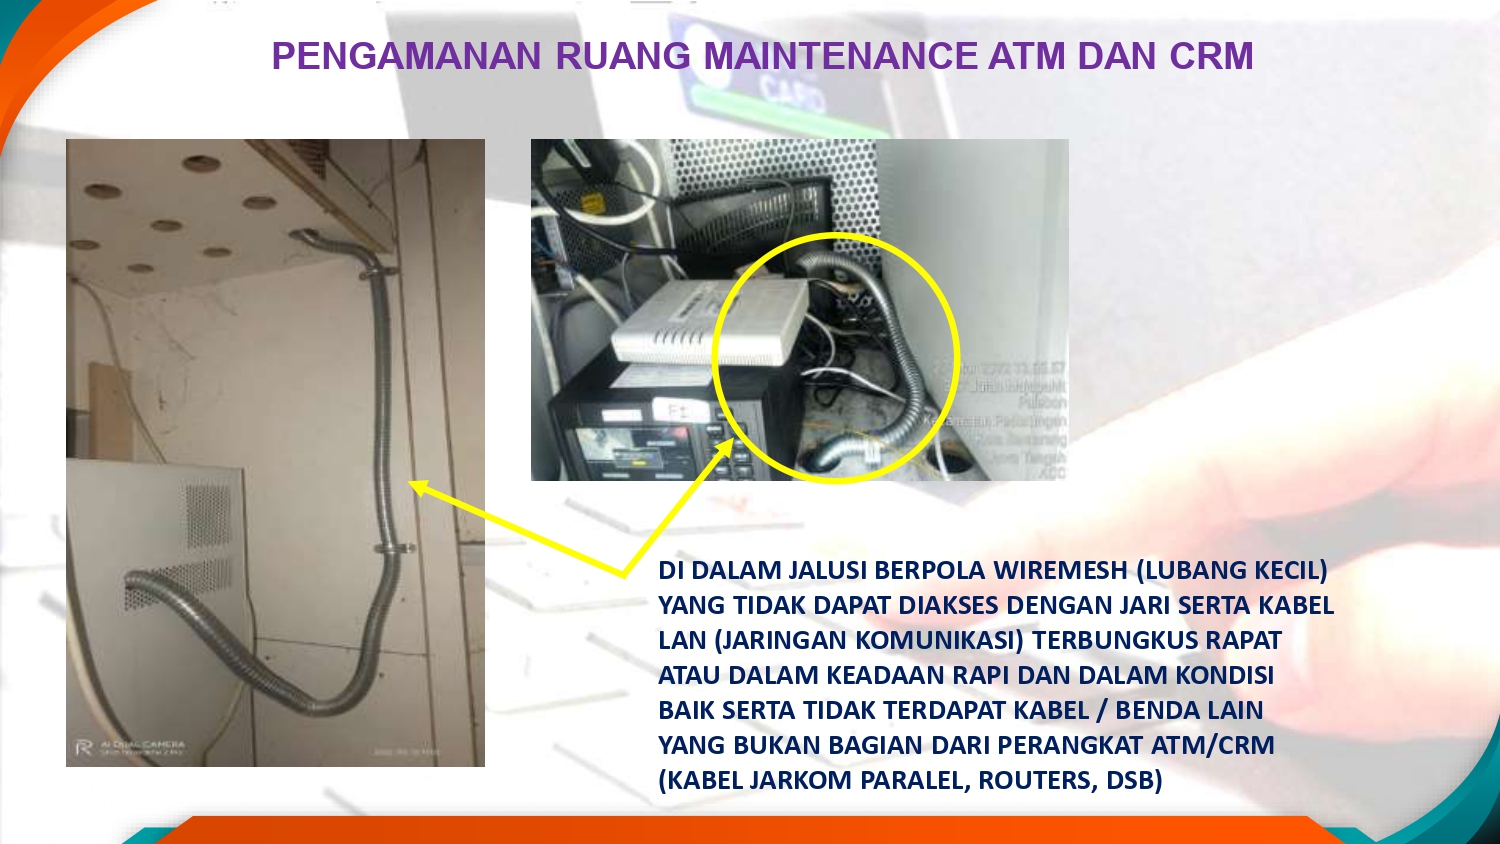 PENGAMANAN RUANG MAINTENANCE ATM DAN CRM
CARD
DI DALAM JALUSI BERPOLA WIREMESH (LUBANG KECIL)
YANG TIDAK DAPAT DIAKSES DENGAN JARI SERTA KABEL
LAN (JARINGAN KOMUNIKASI) TERBUNGKUS RAPAT
ATAU DALAM KEADAAN RAPI DAN DALAM KONDISI
BAIK SERTA TIDAK TERDAPAT KABEL / BENDA LAIN
YANG BUKAN BAGIAN DARI PERANGKAT ATM/CRM
(KABEL JARKOM PARALEL, ROUTERS, DSB)
AI DUAL CAMERA